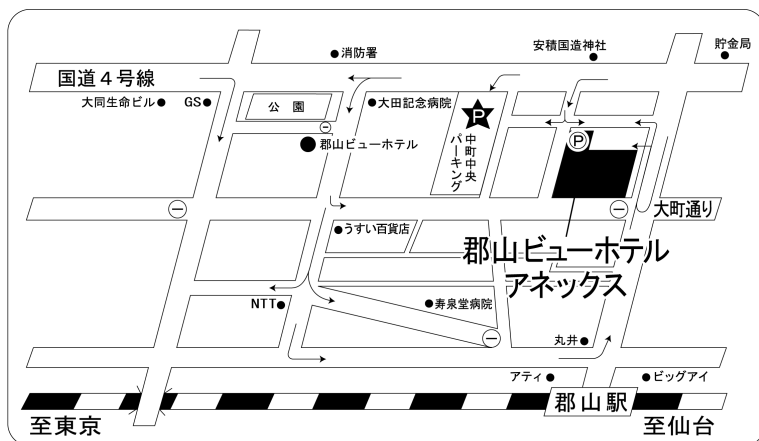 消防署
安積国造神社
貯金局
国道4号線
大同生命ビル
GS
公園
大田記念病院
P
中町中央
パーキング
P
郡山ビューホテル
大町通り
うすい百貨店
郡山ビューホテル
アネックス
NTT
寿泉堂病院
丸井
アティ
ビッグアイ
郡山駅
至東京
至仙台